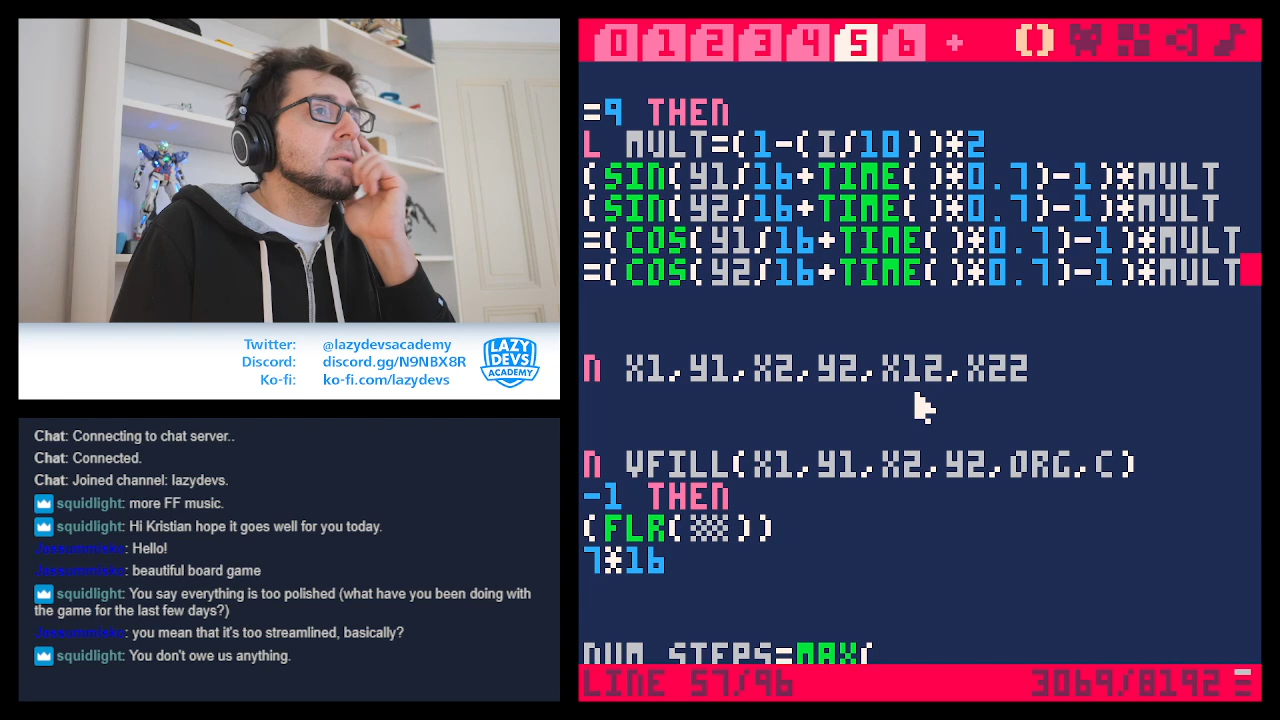 Twitter: @lazydevsacademy
Discord: discord.gg/N9NBX8R
Ko-fi: ko-fi.com/lazydevs
LAZY
DEVS
ACADEMY
Chat: Connecting to chat server..
Chat: Connected.
Chat: Joined channel: lazydevs.
squidlight: more FF music.
squidlight: Hi Kristian hope it goes well for you today.
: Hello!
: beautiful board game
squidlight: You say everything is too polished (what have you been doing with
the game for the last few days?)
: you mean that it's too streamlined, basically?
squidlight: You don't owe us anything.
0 1 2 3 4 5 6 +
=9 THEN
L MULT=(1-(I/10))*2
(SIN(Y1/16+TIME()*0.7)-1)*MULT
(SIN(Y2/16+TIME()*0.7)-1)*MULT
=(COS(Y1/16+TIME()*0.7)-1)*MULT
=(COS(Y2/16+TIME()*0.7)-1)*MULT
N X1,Y1,X2,Y2,X12,X22
N QFILL(X1,Y1,X2,Y2,ORG,C)
-1 THEN
(FLR(▒))
7*16
NUM_STEPS=MAX(
LINE 57/96
3069/8192